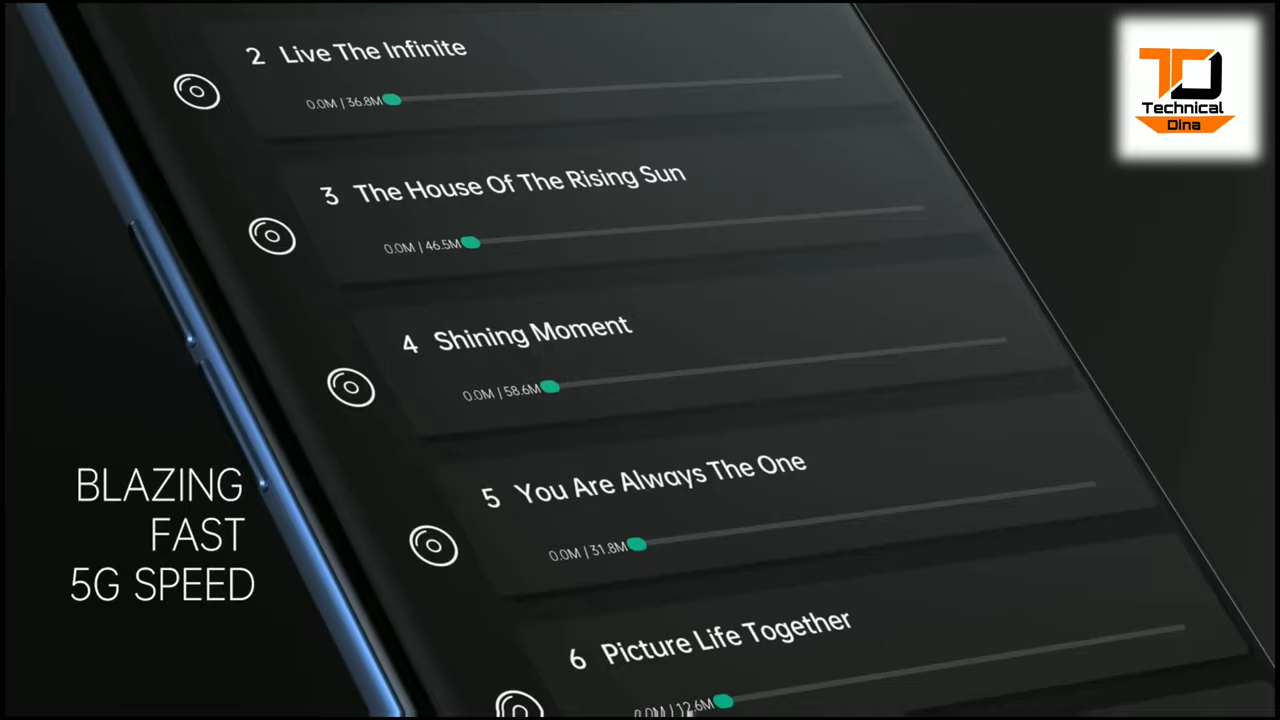 2 Live The Infinite
0.0M | 36.8M
3 The House Of The Rising Sun
0.0M | 46.5M
4 Shining Moment
0.0M | 58.6M
5 You Are Always The One
0.0M | 31.8M
6 Picture Life Together
0.0M | 12.6M
BLAZING
FAST
5G SPEED
TD
Technical
Dina